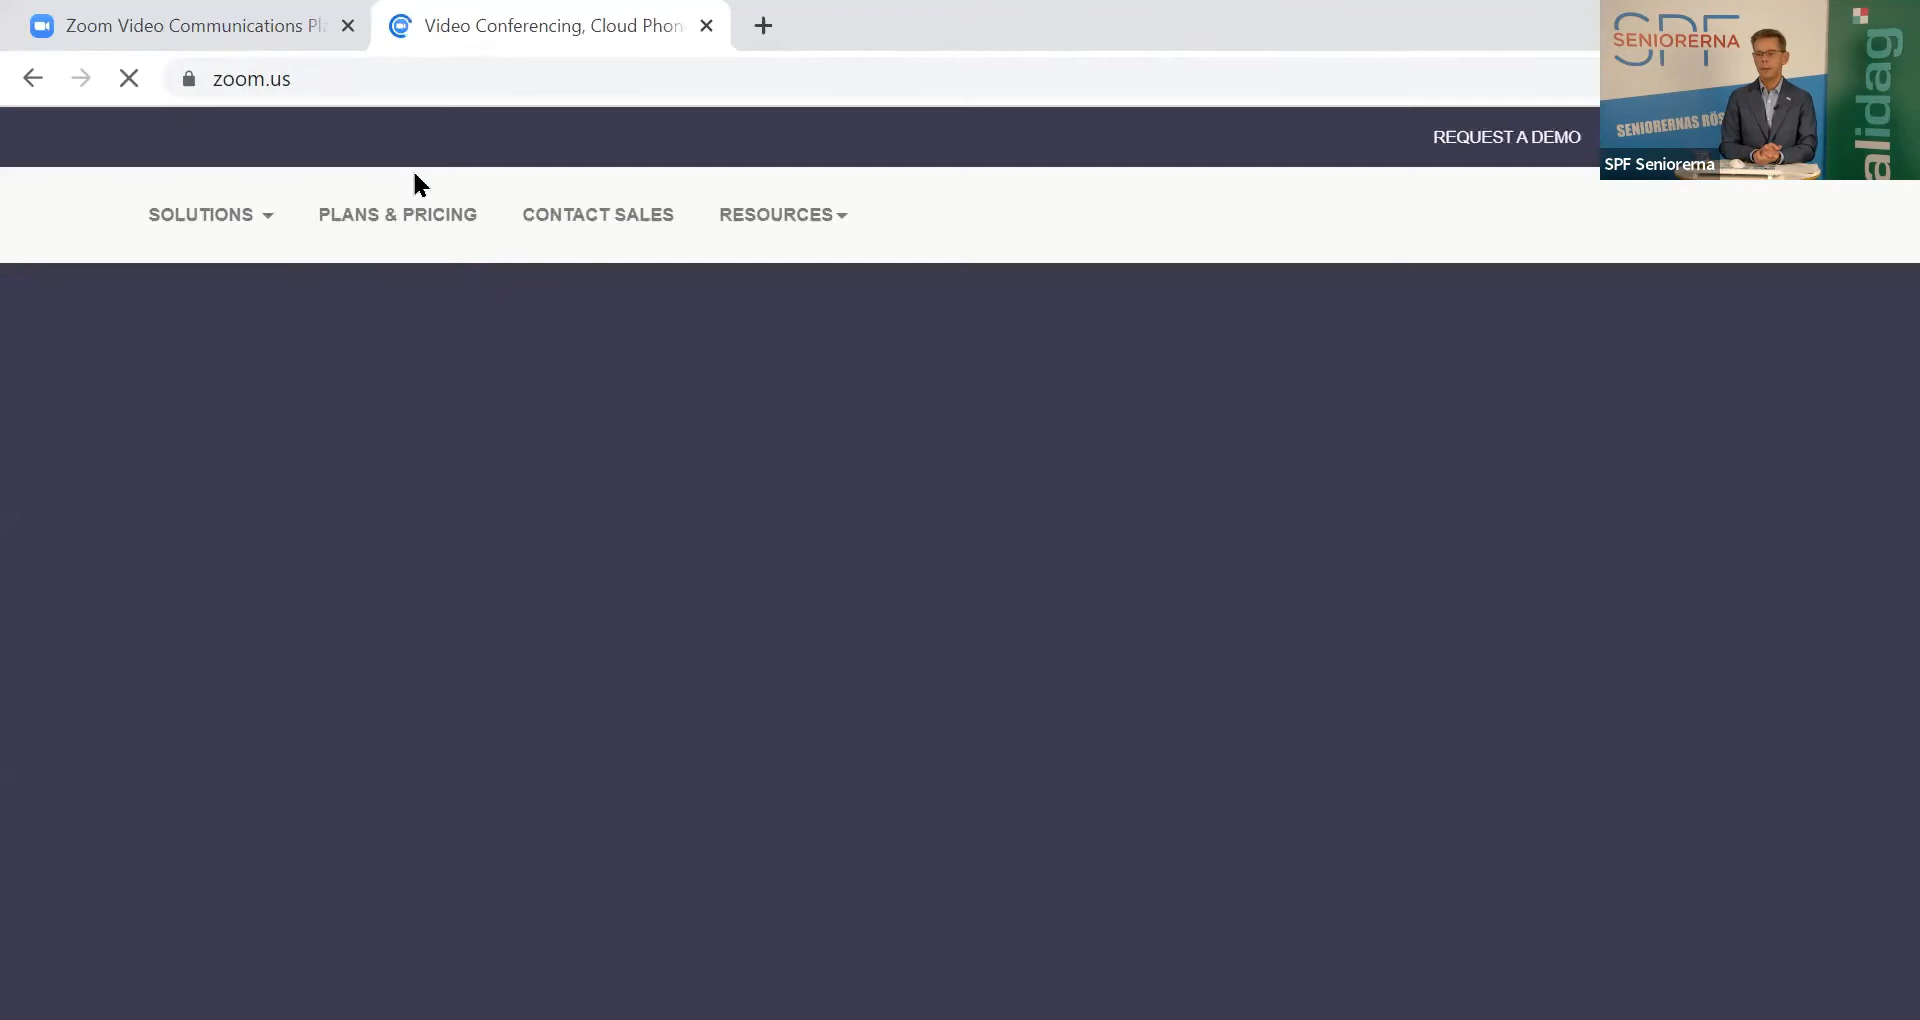 Zoom Video Communications Pl
Video Conferencing, Cloud Phon
zoom.us
REQUEST A DEMO
SOLUTIONS
PLANS & PRICING
CONTACT SALES
RESOURCES
SPF
SENIORERNA
SENIORERNAS RÖS
SPF Seniorerna
alidag